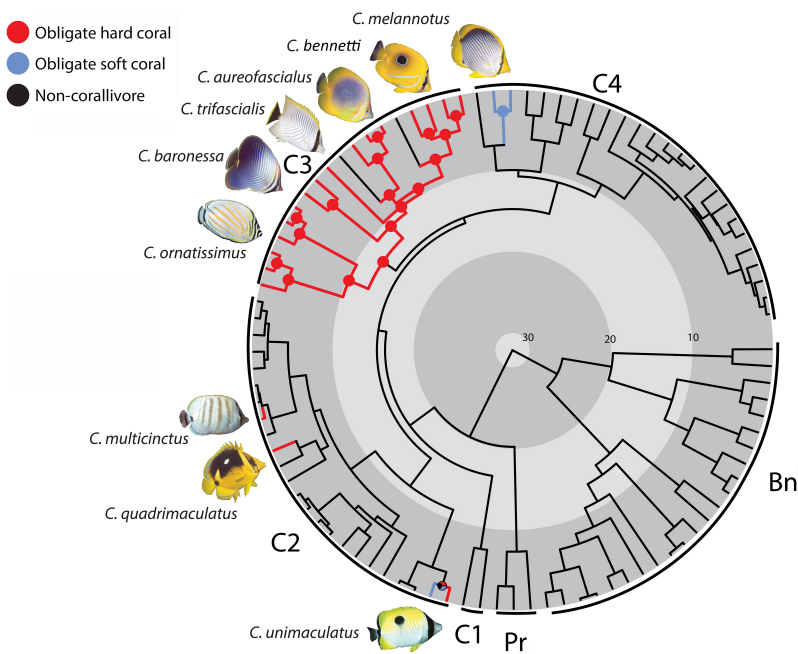 C. melannotus
Obligate hard coral
C. bennetti
Obligate soft coral
C. aureofascialus
C4
Non-corallivore
C. trifascialis
C. baronessa
C3
C. ornatissimus
30
20
10
C. multicinctus
Bn
C. quadrimaculatus
C2
C. unimaculatus
C1
Pr